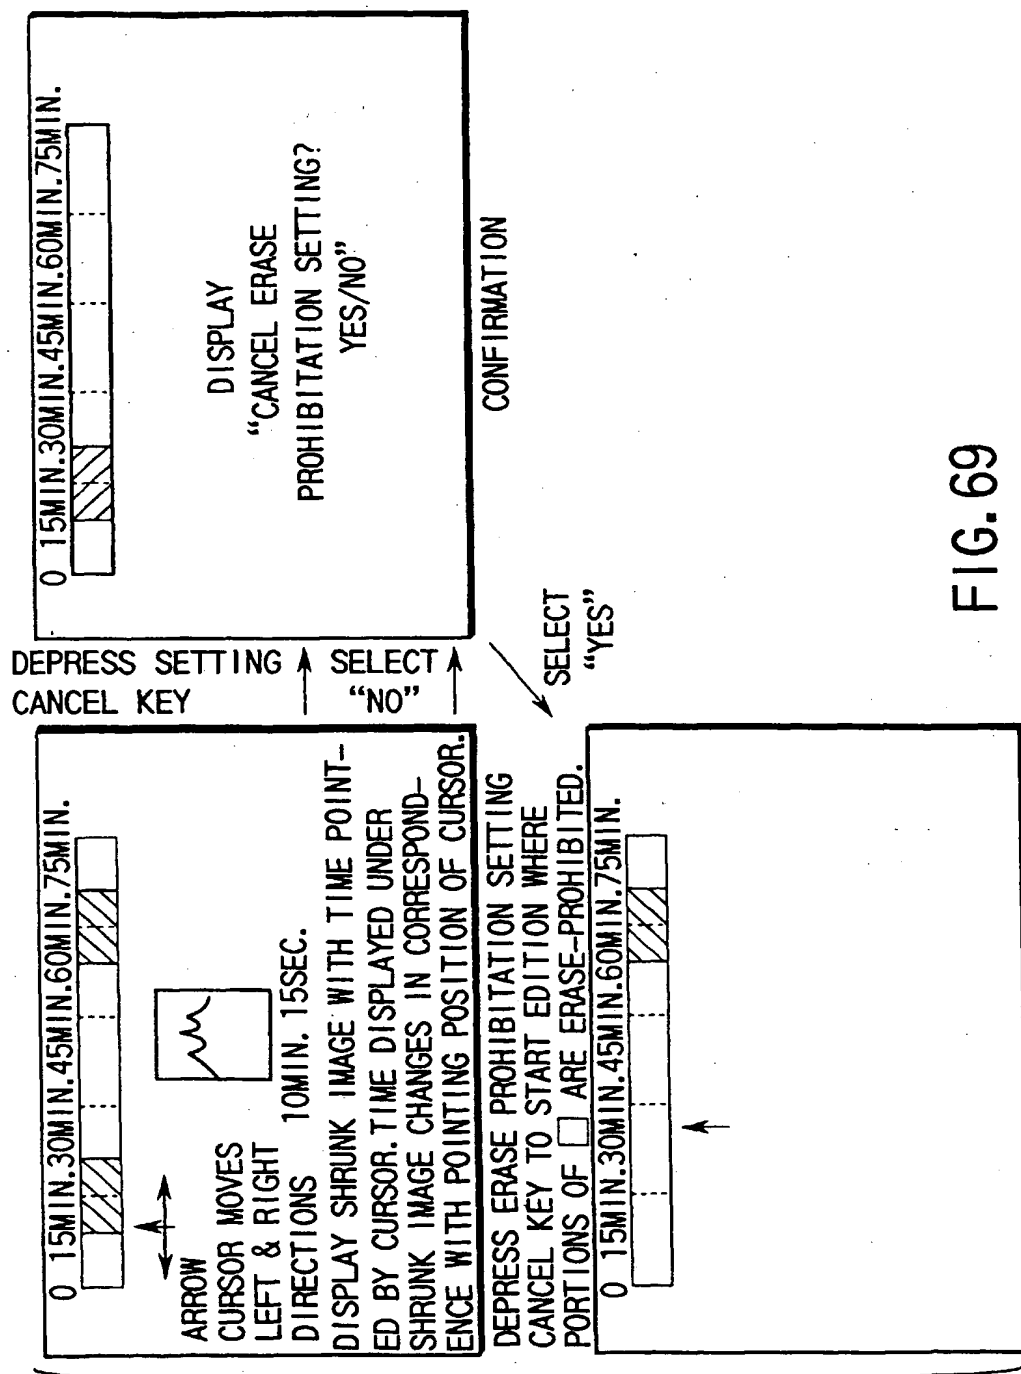 0 15MIN.30MIN.45MIN.60MIN.75MIN.
ARROW
CURSOR MOVES
LEFT & RIGHT
DIRECTIONS
10MIN. 15SEC.
DISPLAY SHRUNK IMAGE WITH TIME POINT-
ED BY CURSOR. TIME DISPLAYED UNDER
SHRUNK IMAGE CHANGES IN CORRESPOND-
ENCE WITH POINTING POSITION OF CURSOR.
DEPRESS SETTING
CANCEL KEY
SELECT
“NO”
0 15MIN.30MIN.45MIN.60MIN.75MIN.
DISPLAY
“CANCEL ERASE
PROHIBITATION SETTING?
YES/NO”
CONFIRMATION
SELECT
“YES”
DEPRESS ERASE PROHIBITATION SETTING
CANCEL KEY TO START EDITION WHERE
PORTIONS OF ARE ERASE-PROHIBITED.
0 15MIN.30MIN.45MIN.60MIN.75MIN.
FIG. 69